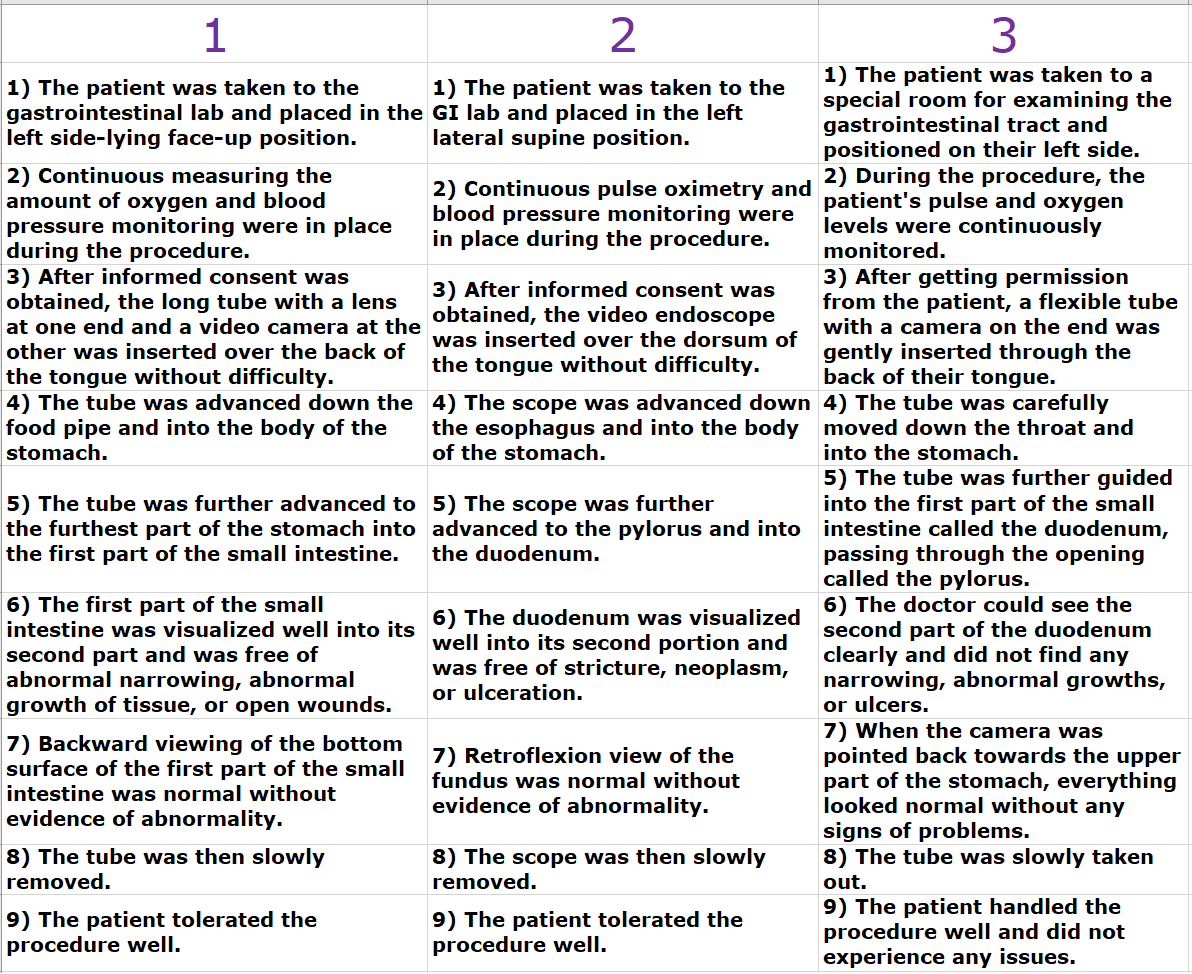 1
2
3
1) The patient was taken to the
gastrointestinal lab and placed in the
left side-lying face-up position.
1) The patient was taken to the
GI lab and placed in the left
lateral supine position.
1) The patient was taken to a
special room for examining the
gastrointestinal tract and
positioned on their left side.
2) Continuous measuring the
amount of oxygen and blood
pressure monitoring were in place
during the procedure.
2) Continuous pulse oximetry and
blood pressure monitoring were
in place during the procedure.
2) During the procedure, the
patient's pulse and oxygen
levels were continuously
monitored.
3) After informed consent was
obtained, the long tube with a lens
at one end and a video camera at the
other was inserted over the back of
the tongue without difficulty.
3) After informed consent was
obtained, the video endoscope
was inserted over the dorsum of
the tongue without difficulty.
3) After getting permission
from the patient, a flexible tube
with a camera on the end was
gently inserted through the
back of their tongue.
4) The tube was advanced down the
food pipe and into the body of the
stomach.
4) The scope was advanced down
the esophagus and into the body
of the stomach.
4) The tube was carefully
moved down the throat and
into the stomach.
5) The tube was further advanced to
the furthest part of the stomach into
the first part of the small intestine.
5) The scope was further
advanced to the pylorus and into
the duodenum.
5) The tube was further guided
into the first part of the small
intestine called the duodenum,
passing through the opening
called the pylorus.
6) The first part of the small
intestine was visualized well into its
second part and was free of
abnormal narrowing, abnormal
growth of tissue, or open wounds.
6) The duodenum was visualized
well into its second portion and
was free of stricture, neoplasm,
or ulceration.
6) The doctor could see the
second part of the duodenum
clearly and did not find any
narrowing, abnormal growths,
or ulcers.
7) Backward viewing of the bottom
surface of the first part of the small
intestine was normal without
evidence of abnormality.
7) Retroflexion view of the
fundus was normal without
evidence of abnormality.
7) When the camera was
pointed back towards the upper
part of the stomach, everything
looked normal without any
signs of problems.
8) The tube was then slowly
removed.
8) The scope was then slowly
removed.
8) The tube was slowly taken
out.
9) The patient tolerated the
procedure well.
9) The patient tolerated the
procedure well.
9) The patient handled the
procedure well and did not
experience any issues.